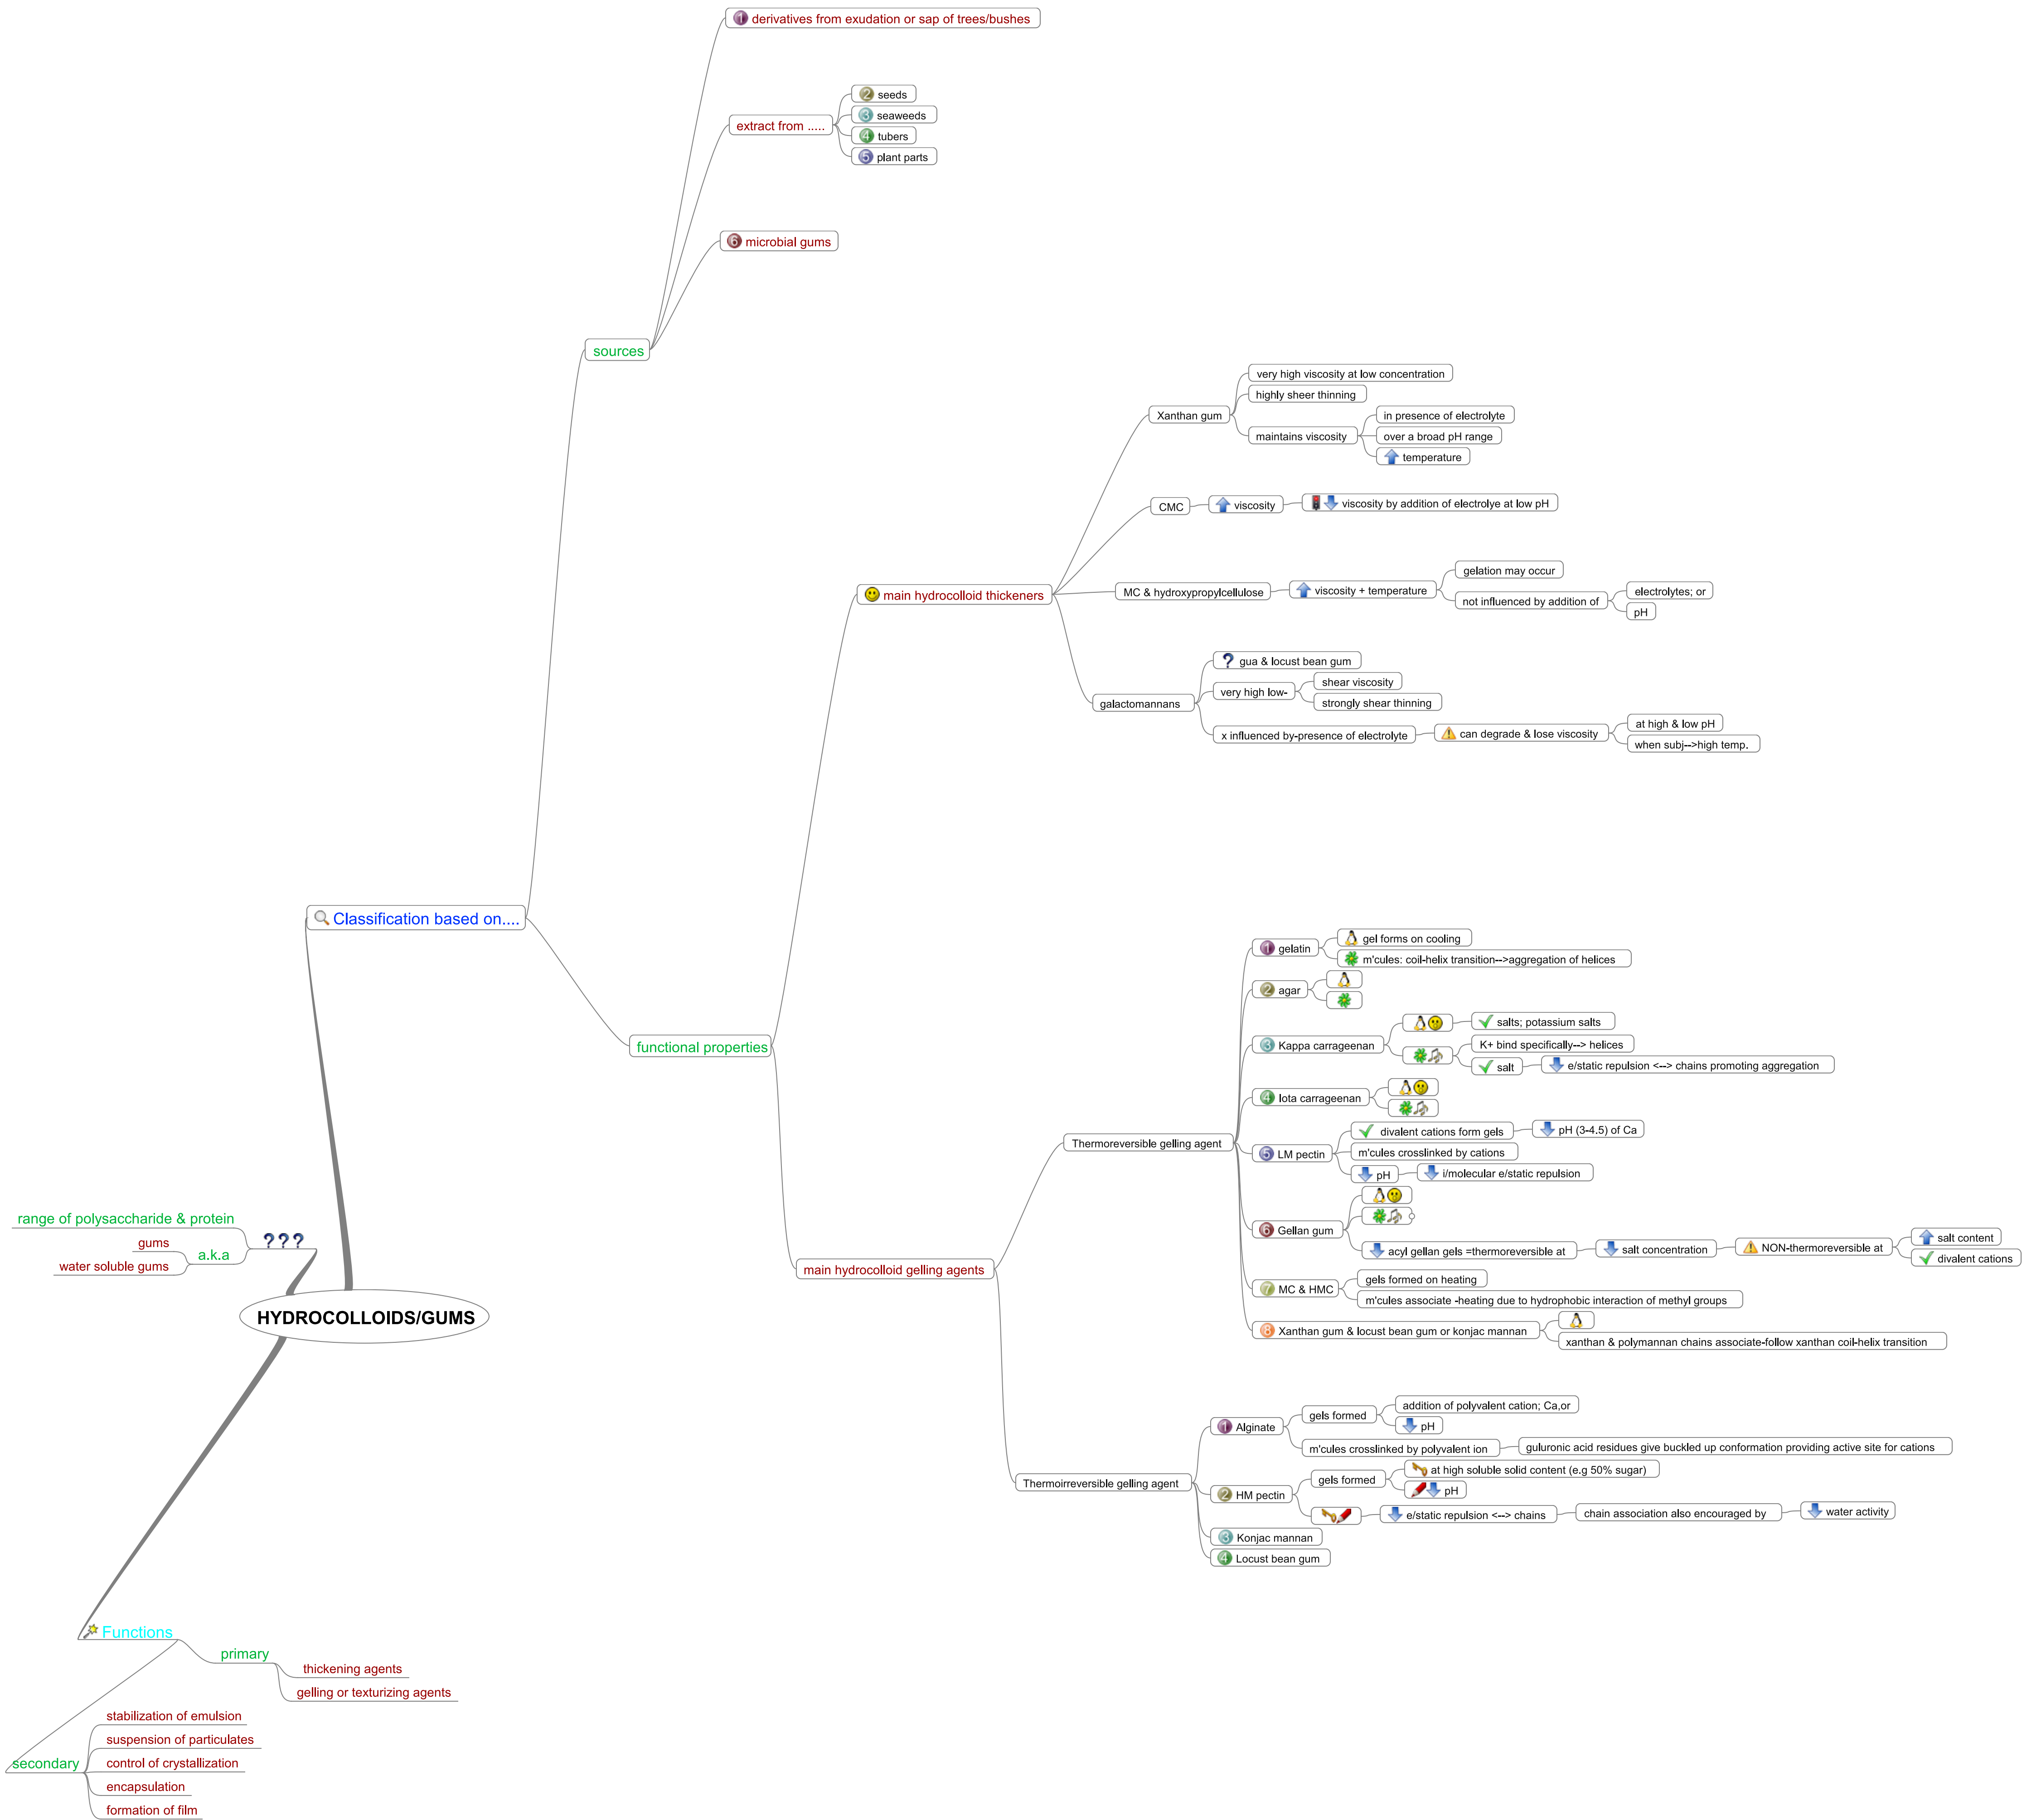 derivatives from exudation or sap of trees/bushes
extract from .....
seeds
seaweeds
tubers
plant parts
microbial gums
sources
Xanthan gum
very high viscosity at low concentration
highly sheer thinning
maintains viscosity
in presence of electrolyte
over a broad pH range
temperature
CMC
viscosity
viscosity by addition of electrolye at low pH
main hydrocolloid thickeners
MC & hydroxypropylcellulose
viscosity + temperature
gelation may occur
not influenced by addition of
electrolytes; or
pH
galactomannans
gua & locust bean gum
very high low-
shear viscosity
strongly shear thinning
x influenced by-presence of electrolyte
can degrade & lose viscosity
at high & low pH
when subj-->high temp.
Classification based on....
functional properties
main hydrocolloid gelling agents
Thermoreversible gelling agent
1 gelatin
gel forms on cooling
m'cules: coil-helix transition-->aggregation of helices
2 agar
3 Kappa carrageenan
salts; potassium salts
K+ bind specifically--> helices
salt
e/static repulsion <--> chains promoting aggregation
4 Iota carrageenan
5 LM pectin
divalent cations form gels
pH (3-4.5) of Ca
m'cules crosslinked by cations
pH
i/molecular e/static repulsion
6 Gellan gum
acyl gellan gels =thermoreversible at
salt concentration
NON-thermoreversible at
salt content
divalent cations
7 MC & HMC
gels formed on heating
m'cules associate -heating due to hydrophobic interaction of methyl groups
8 Xanthan gum & locust bean gum or konjac mannan
xanthan & polymannan chains associate-follow xanthan coil-helix transition
Thermoirreversible gelling agent
1 Alginate
gels formed
addition of polyvalent cation; Ca,or
pH
m'cules crosslinked by polyvalent ion
guluronic acid residues give buckled up conformation providing active site for cations
2 HM pectin
gels formed
at high soluble solid content (e.g 50% sugar)
pH
e/static repulsion <--> chains
chain association also encouraged by
water activity
3 Konjac mannan
4 Locust bean gum
range of polysaccharide & protein
???
a.k.a
gums
water soluble gums
HYDROCOLLOIDS/GUMS
Functions
primary
thickening agents
gelling or texturizing agents
secondary
stabilization of emulsion
suspension of particulates
control of crystallization
encapsulation
formation of film